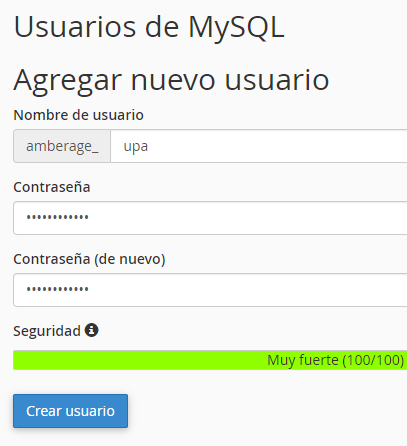 Usuarios de MySQL
Agregar nuevo usuario
Nombre de usuario
amberage_ upa
Contraseña
••••••••••••
Contraseña (de nuevo)
••••••••••••
Seguridad
Muy fuerte (100/100)
Crear usuario